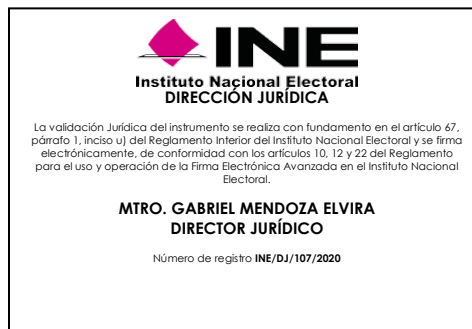 INE
Instituto Nacional Electoral
DIRECCIÓN JURÍDICA
La validación Jurídica del instrumento se realiza con fundamento en el artículo 67,
párrafo 1, inciso u) del Reglamento Interior del Instituto Nacional Electoral y se firma
electrónicamente, de conformidad con los artículos 10, 12 y 22 del Reglamento
para el uso y operación de la Firma Electrónica Avanzada en el Instituto Nacional
Electoral.
MTRO. GABRIEL MENDOZA ELVIRA
DIRECTOR JURÍDICO
Número de registro INE/DJ/107/2020